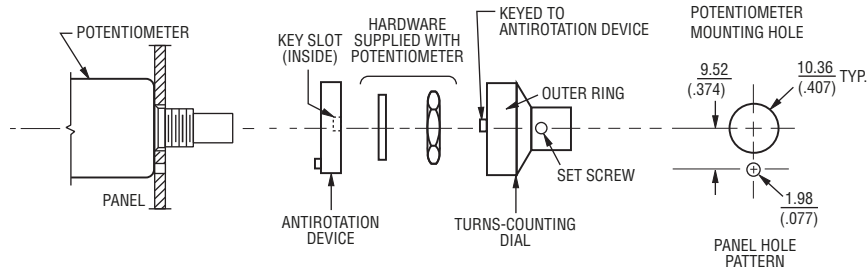 POTENTIOMETER
PANEL
KEY SLOT
(INSIDE)
ANTIROTATION
DEVICE
HARDWARE
SUPPLIED WITH
POTENTIOMETER
KEYED TO
ANTIROTATION DEVICE
OUTER RING
SET SCREW
TURNS-COUNTING
DIAL
POTENTIOMETER
MOUNTING HOLE
9.52
(.374)
10.36
(.407) TYP.
1.98
(.077)
PANEL HOLE
PATTERN